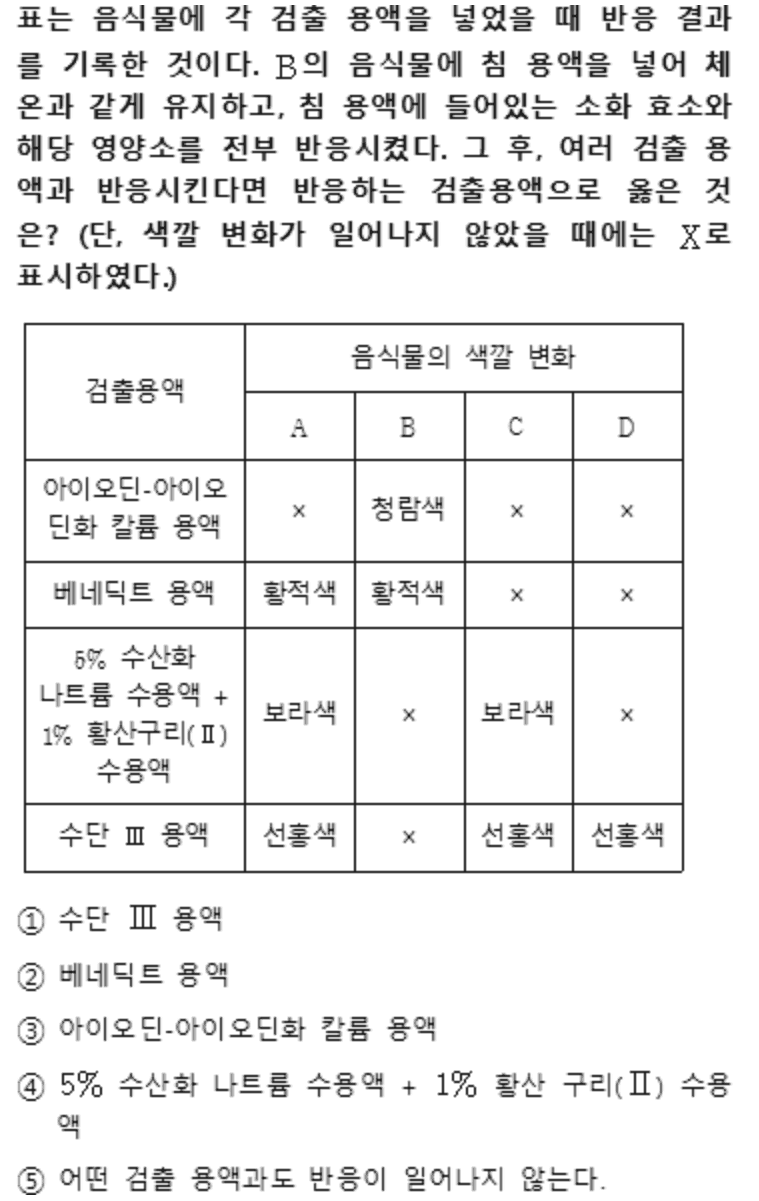 표는 음식물에 각 검출 용액을 넣었을 때 반응 결과
를 기록한 것이다. B의 음식물에 침 용액을 넣어 체
온과 같게 유지하고, 침 용액에 들어있는 소화 효소와
해당 영양소를 전부 반응시켰다. 그 후, 여러 검출 용
액과 반응시킨다면 반응하는 검출용액으로 옳은 것
은? (단, 색깔 변화가 일어나지 않았을 때에는 X로
표시하였다.)
검출용액
음식물의 색깔 변화
A B C D
아이오딘-아이오
딘화 칼륨 용액
× 청람색 × ×
베네딕트 용액 황적색 황적색 × ×
5% 수산화
나트륨 수용액 +
1% 황산구리(Ⅱ)
수용액
보라색 × 보라색 ×
수단 Ⅲ 용액 선홍색 × 선홍색 선홍색
① 수단 Ⅲ 용액
② 베네딕트 용액
③ 아이오딘-아이오딘화 칼륨 용액
④ 5% 수산화 나트륨 수용액 + 1% 황산 구리(Ⅱ) 수용
액
⑤ 어떤 검출 용액과도 반응이 일어나지 않는다.